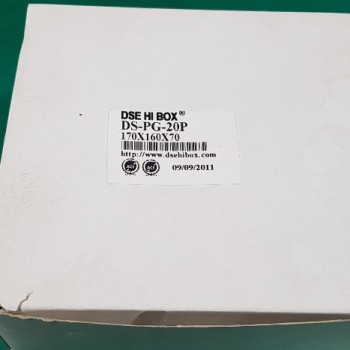 DSE HI BOX®
DS-PG-20P
170X160X70
http://www.dsehibox.com
09/09/2011